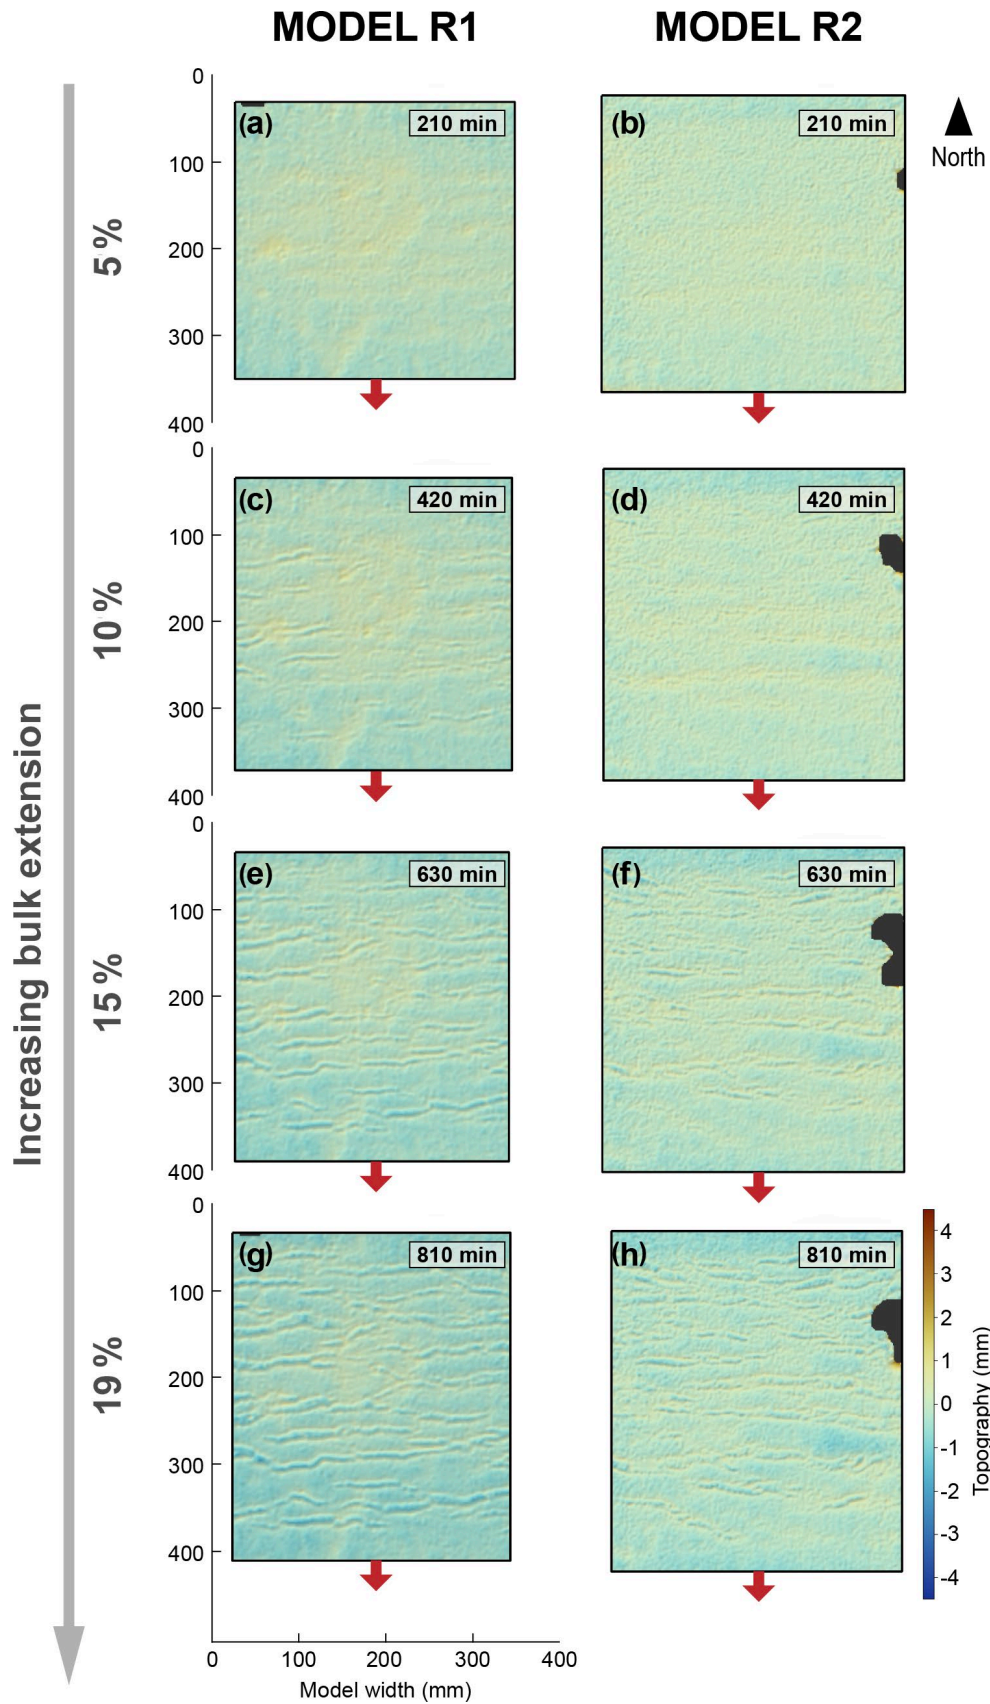 MODEL R1
MODEL R2
0
100
200
300
400
(a)
210 min
(b)
210 min
North
5 %
0
100
200
300
400
(c)
420 min
(d)
420 min
10 %
0
100
200
300
400
(e)
630 min
(f)
630 min
15 %
0
100
200
300
400
(g)
810 min
(h)
810 min
19 %
Increasing bulk extension
4
3
2
1
0
-1
-2
-3
-4
Topography (mm)
0
100
200
300
400
Model width (mm)